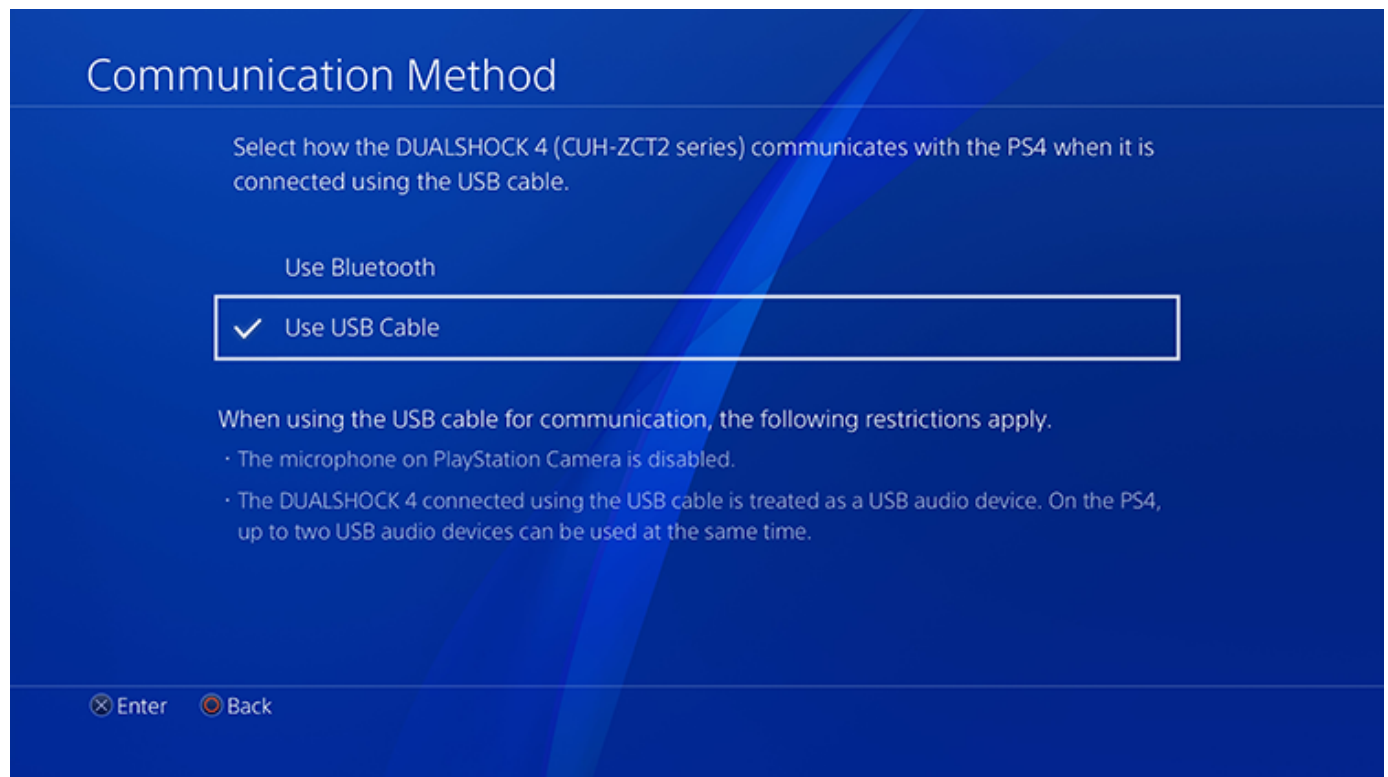 Communication Method
Select how the DUALSHOCK 4 (CUH-ZCT2 series) communicates with the PS4 when it is
connected using the USB cable.
Use Bluetooth
Use USB Cable
When using the USB cable for communication, the following restrictions apply.
· The microphone on PlayStation Camera is disabled.
· The DUALSHOCK 4 connected using the USB cable is treated as a USB audio device. On the PS4,
up to two USB audio devices can be used at the same time.
Enter Back